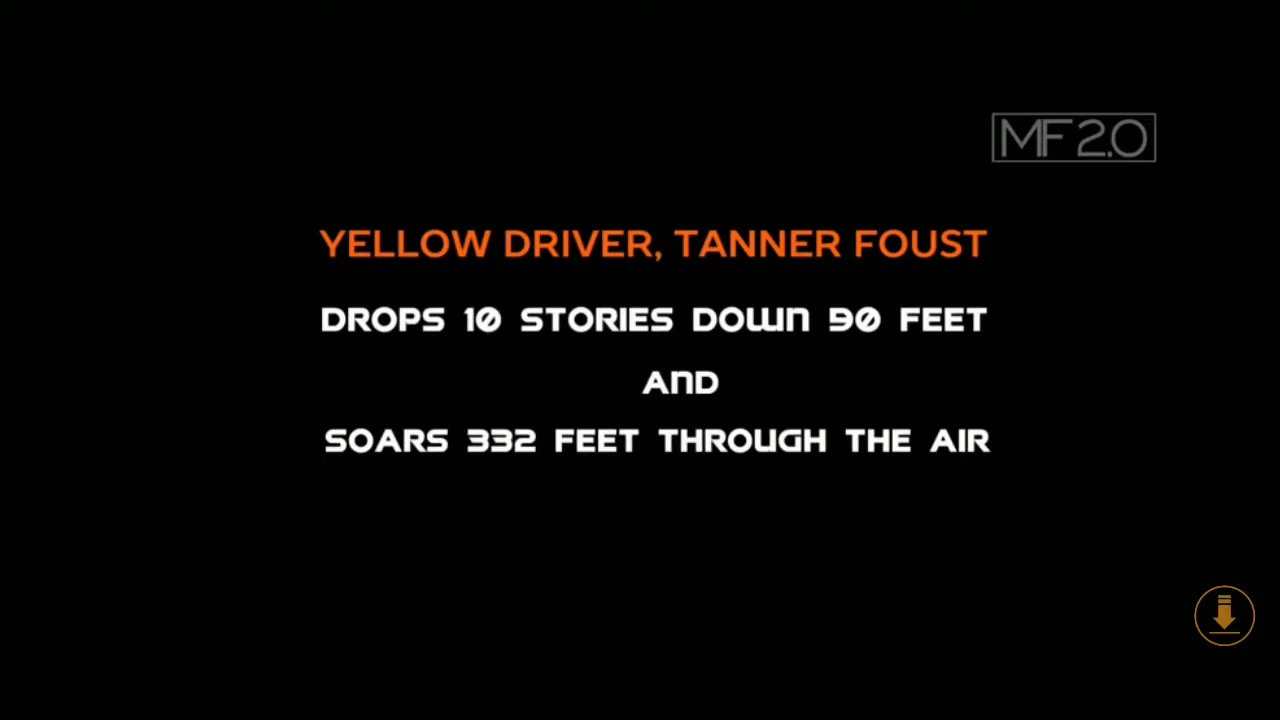 MF 2.0
YELLOW DRIVER, TANNER FOUST
DROPS 10 STORIES DOWN 90 FEET
AND
SOARS 332 FEET THROUGH THE AIR